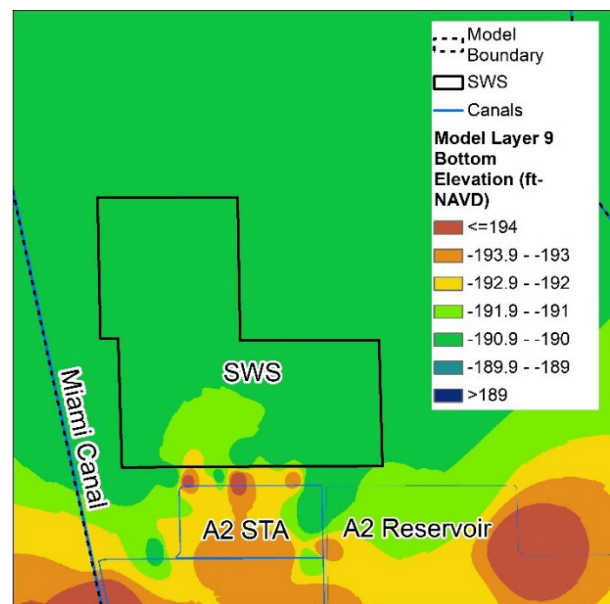 Model
Boundary
SWS
Canals
Model Layer 9
Bottom
Elevation (ft-
NAVD)
<=194
-193.9 - -193
-192.9 - -192
-191.9 - -191
-190.9 - -190
-189.9 - -189
>189
SWS
Miami Canal
A2 STA
A2 Reservoir